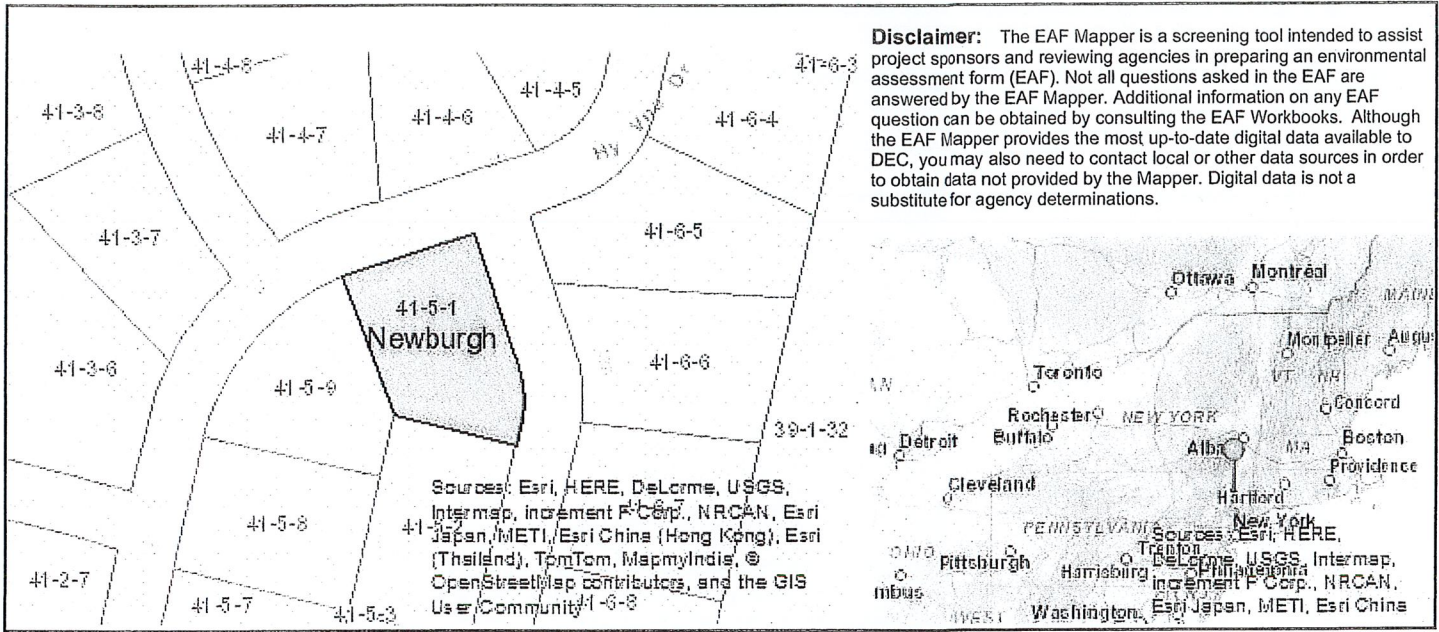 Disclaimer: The EAF Mapper is a screening tool intended to assist
project sponsors and reviewing agencies in preparing an environmental
assessment form (EAF). Not all questions asked in the EAF are
answered by the EAF Mapper. Additional information on any EAF
question can be obtained by consulting the EAF Workbooks. Although
the EAF Mapper provides the most up-to-date digital data available to
DEC, you may also need to contact local or other data sources in order
to obtain data not provided by the Mapper. Digital data is not a
substitute for agency determinations.
41-4-8
41-6-3
41-3-8
41-4-7
41-4-6
41-4-5
41-6-4
41-3-7
41-6-5
41-5-1
Newburgh
41-3-6
41-5-9
41-6-6
39-1-32
41-5-8
41-2-7
41-5-7
41-5-3
41-6-8
Sources: Esri, HERE, DeLorme, USGS,
Intermap, increment P Corp., NRCAN, Esri
Japan, METI, Esri China (Hong Kong), Esri
(Thailand), TomTom, MapmyIndia, ©
OpenStreetMap contributors, and the GIS
User Community
Ottawa
Montréal
MAINE
Montpelier
Augu
Toronto
VT
NH
Rochester
NEW YORK
Concord
Detroit
Buffalo
Alba
MA
Boston
Providence
Cleveland
Hartford
PENNSYLVANIA
New York
OHIO
Pittsburgh
Trenton
Harrisburg
Philadelphia
mbus
WEST
Washington
Sources: Esri, HERE,
DeLorme, USGS, Intermap,
increment P Corp., NRCAN,
Esri Japan, METI, Esri China